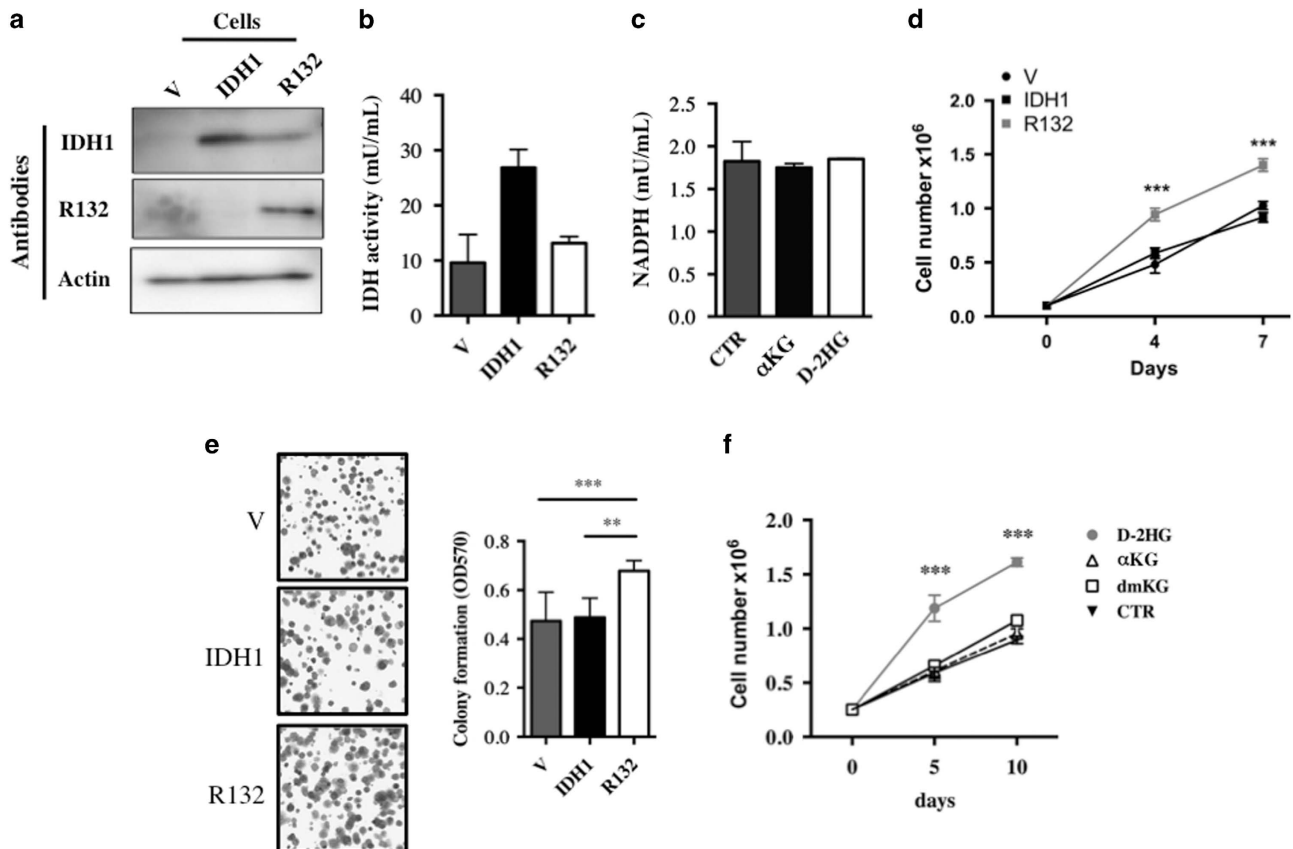 a
Cells
V
IDH1
R132
Antibodies
IDH1
R132
Actin
b
IDH activity (mU/mL)
40
30
20
10
0
V
IDH1
R132
c
NADPH (mU/mL)
2.5
2.0
1.5
1.0
0.5
0.0
CTR
αKG
D-2HG
d
V
IDH1
R132
Cell number x10⁶
2.0
1.5
1.0
0.5
0.0
***
***
0
4
7
Days
e
V
IDH1
R132
***
**
Colony formation (OD570)
0.8
0.6
0.4
0.2
0.0
V
IDH1
R132
f
Cell number x10⁶
2.0
1.5
1.0
0.5
0.0
***
***
D-2HG
αKG
dmKG
CTR
0
5
10
days